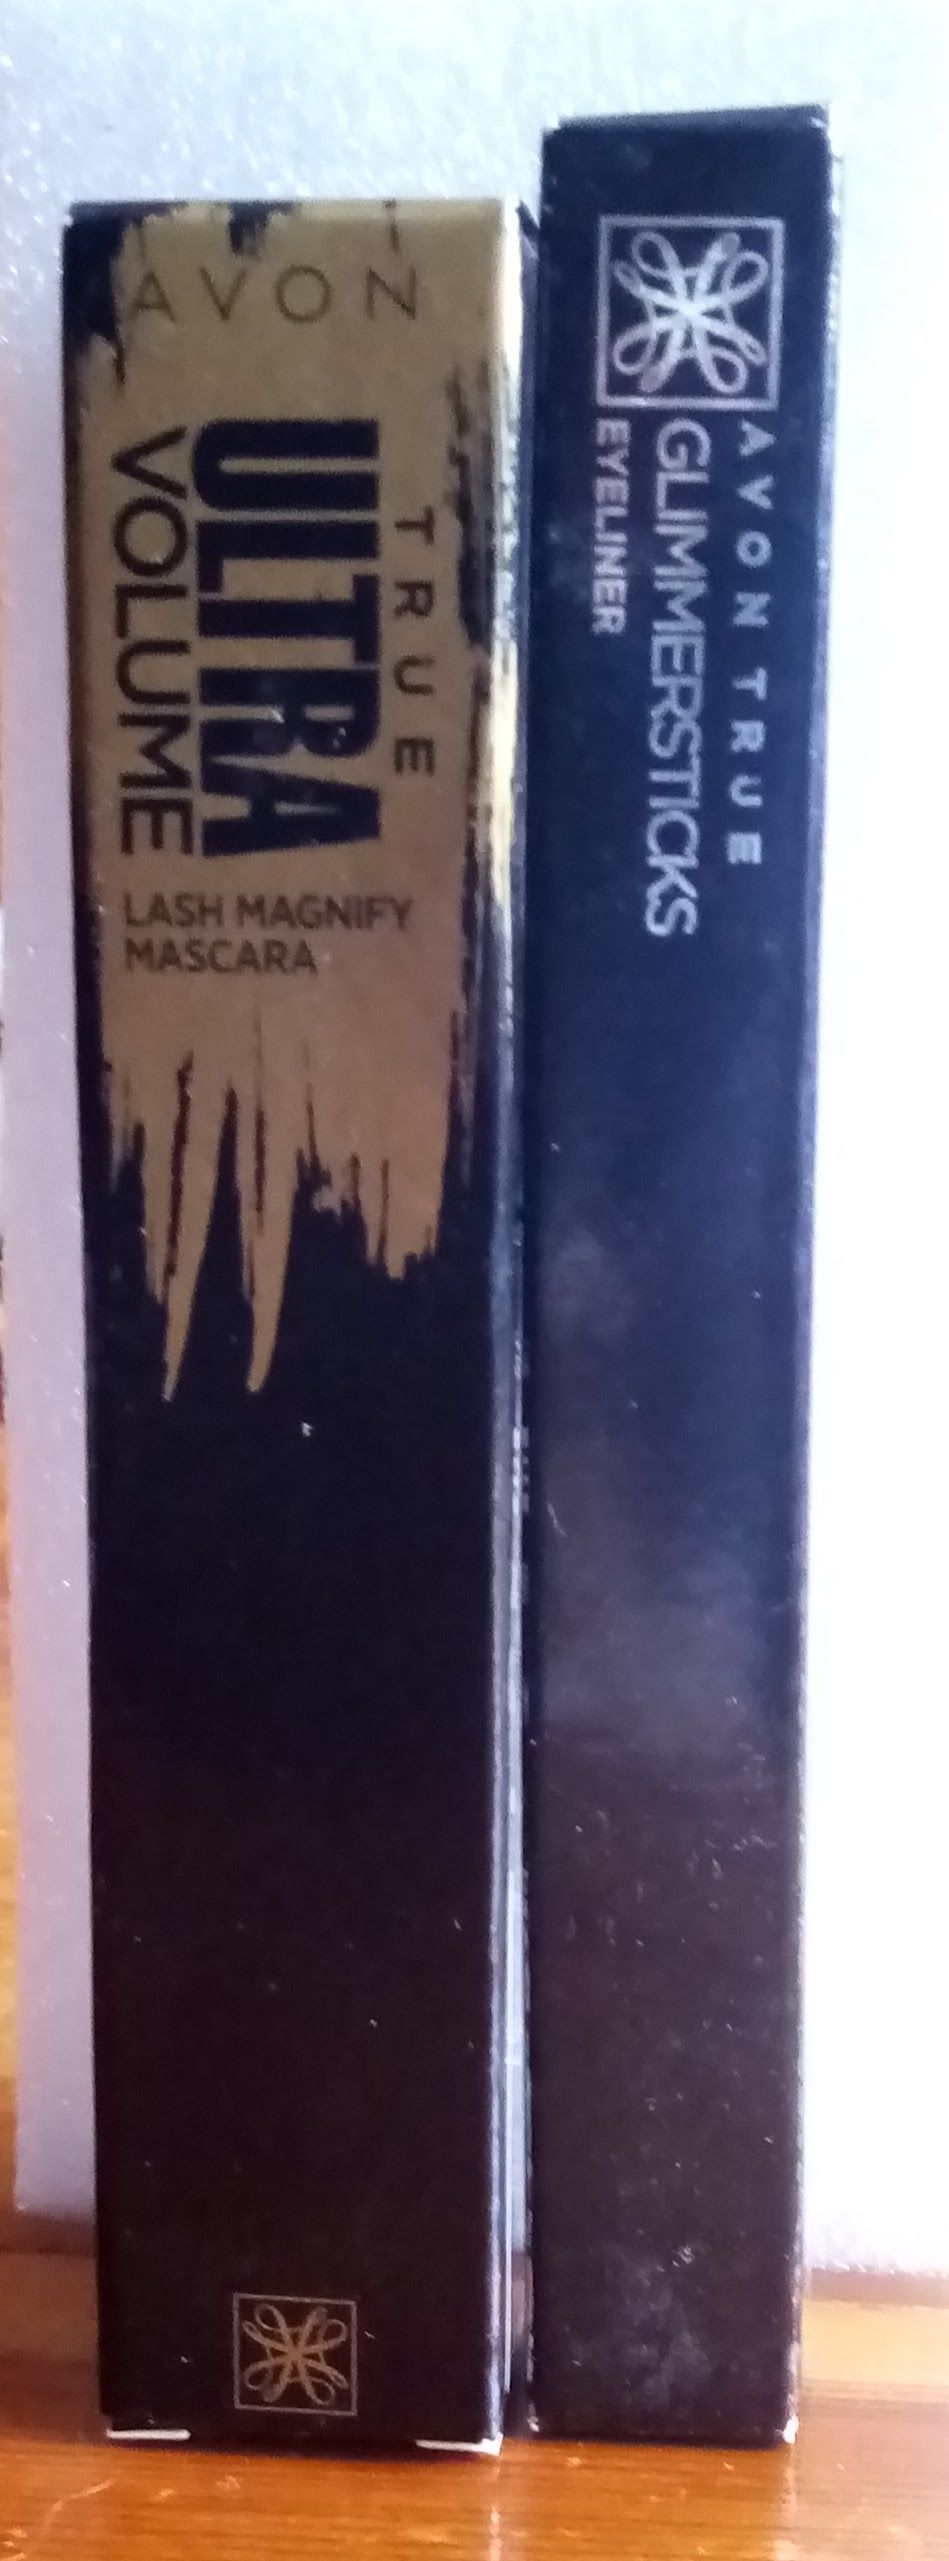 AVON
TRUE
ULTRA
VOLUME
LASH MAGNIFY
MASCARA
AVON TRUE
GLIMMERSTICKS
EYELINER